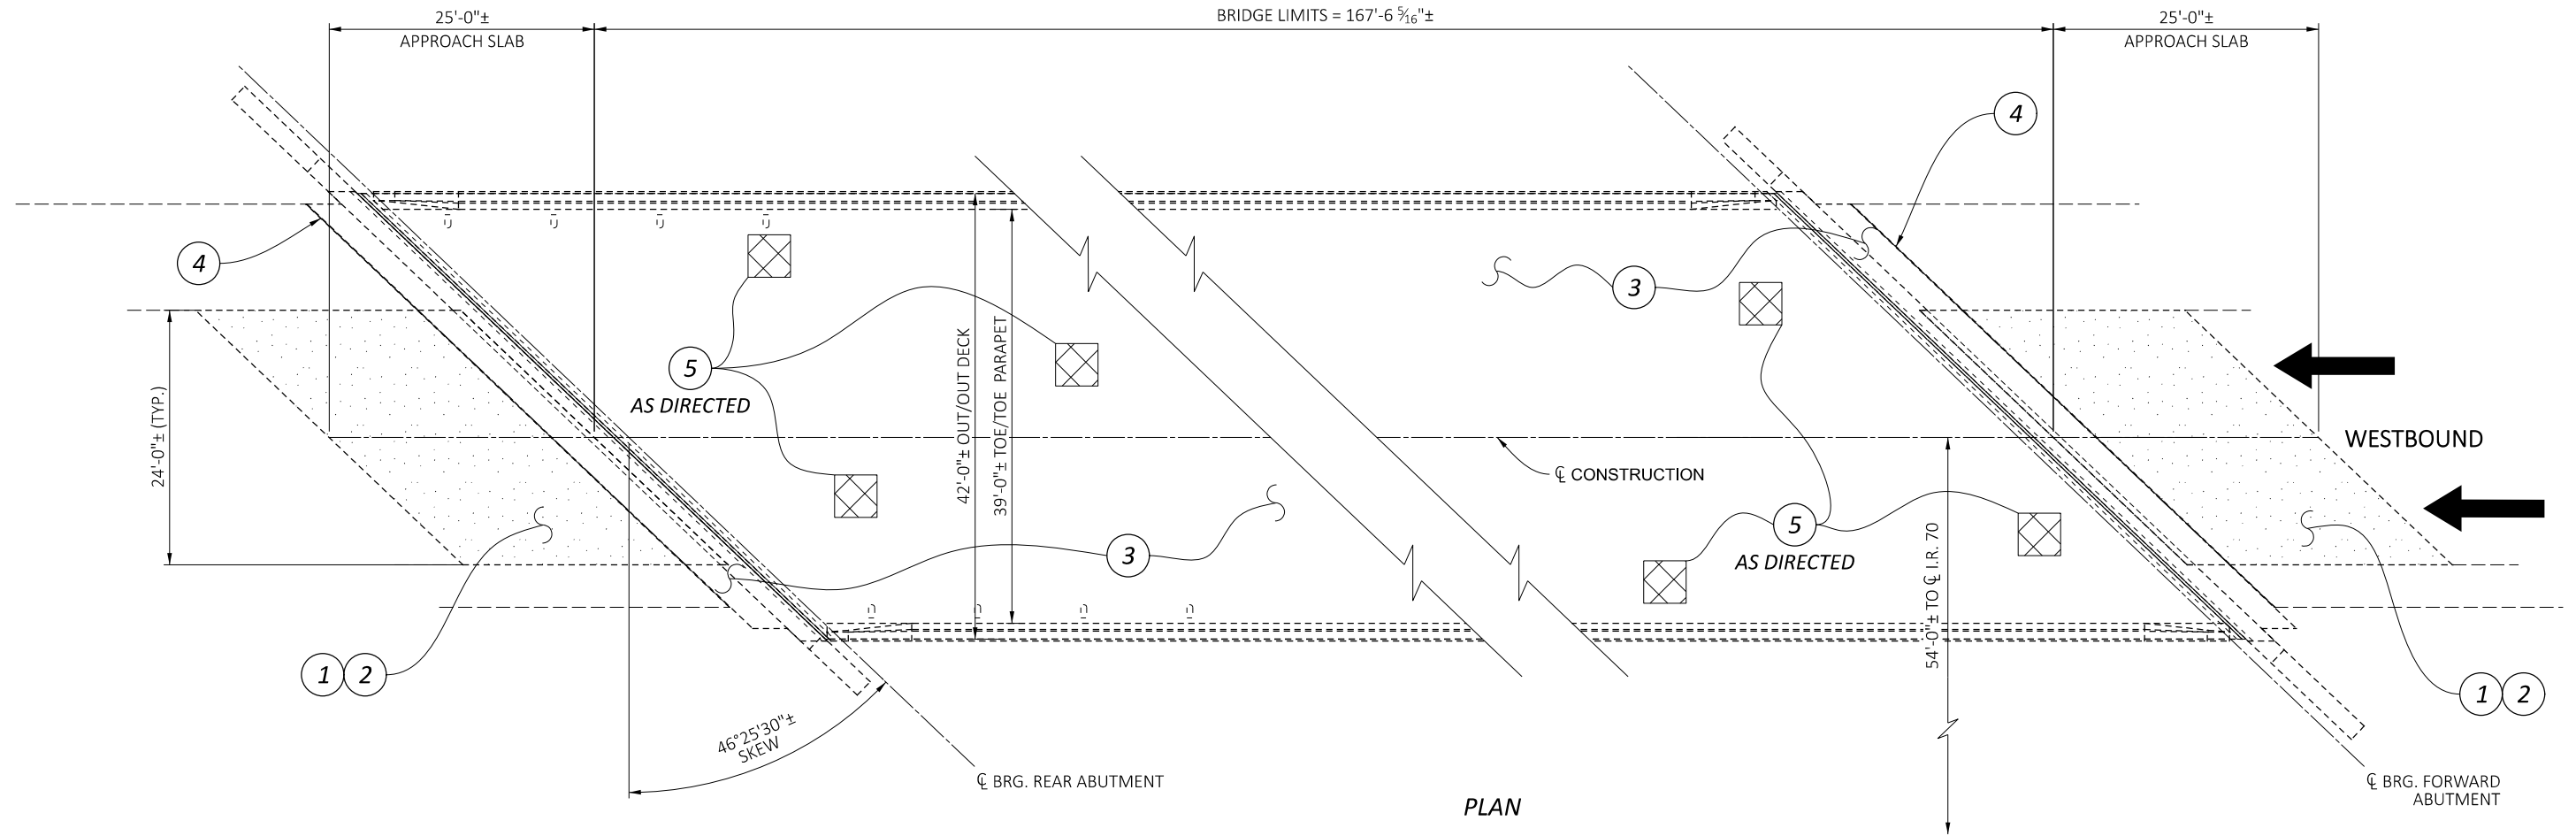 25'-0"±
APPROACH SLAB
BRIDGE LIMITS = 167'-6 5/16"±
25'-0"±
APPROACH SLAB
4
4
3
5
AS DIRECTED
24'-0"± (TYP.)
42'-0"± OUT/OUT DECK
39'-0"± TOE/TOE PARAPET
℄ CONSTRUCTION
WESTBOUND
5
AS DIRECTED
3
54'-0"± TO ℄ I.R. 70
1 2
1 2
46°25'30"±
SKEW
℄ BRG. REAR ABUTMENT
℄ BRG. FORWARD
ABUTMENT
PLAN